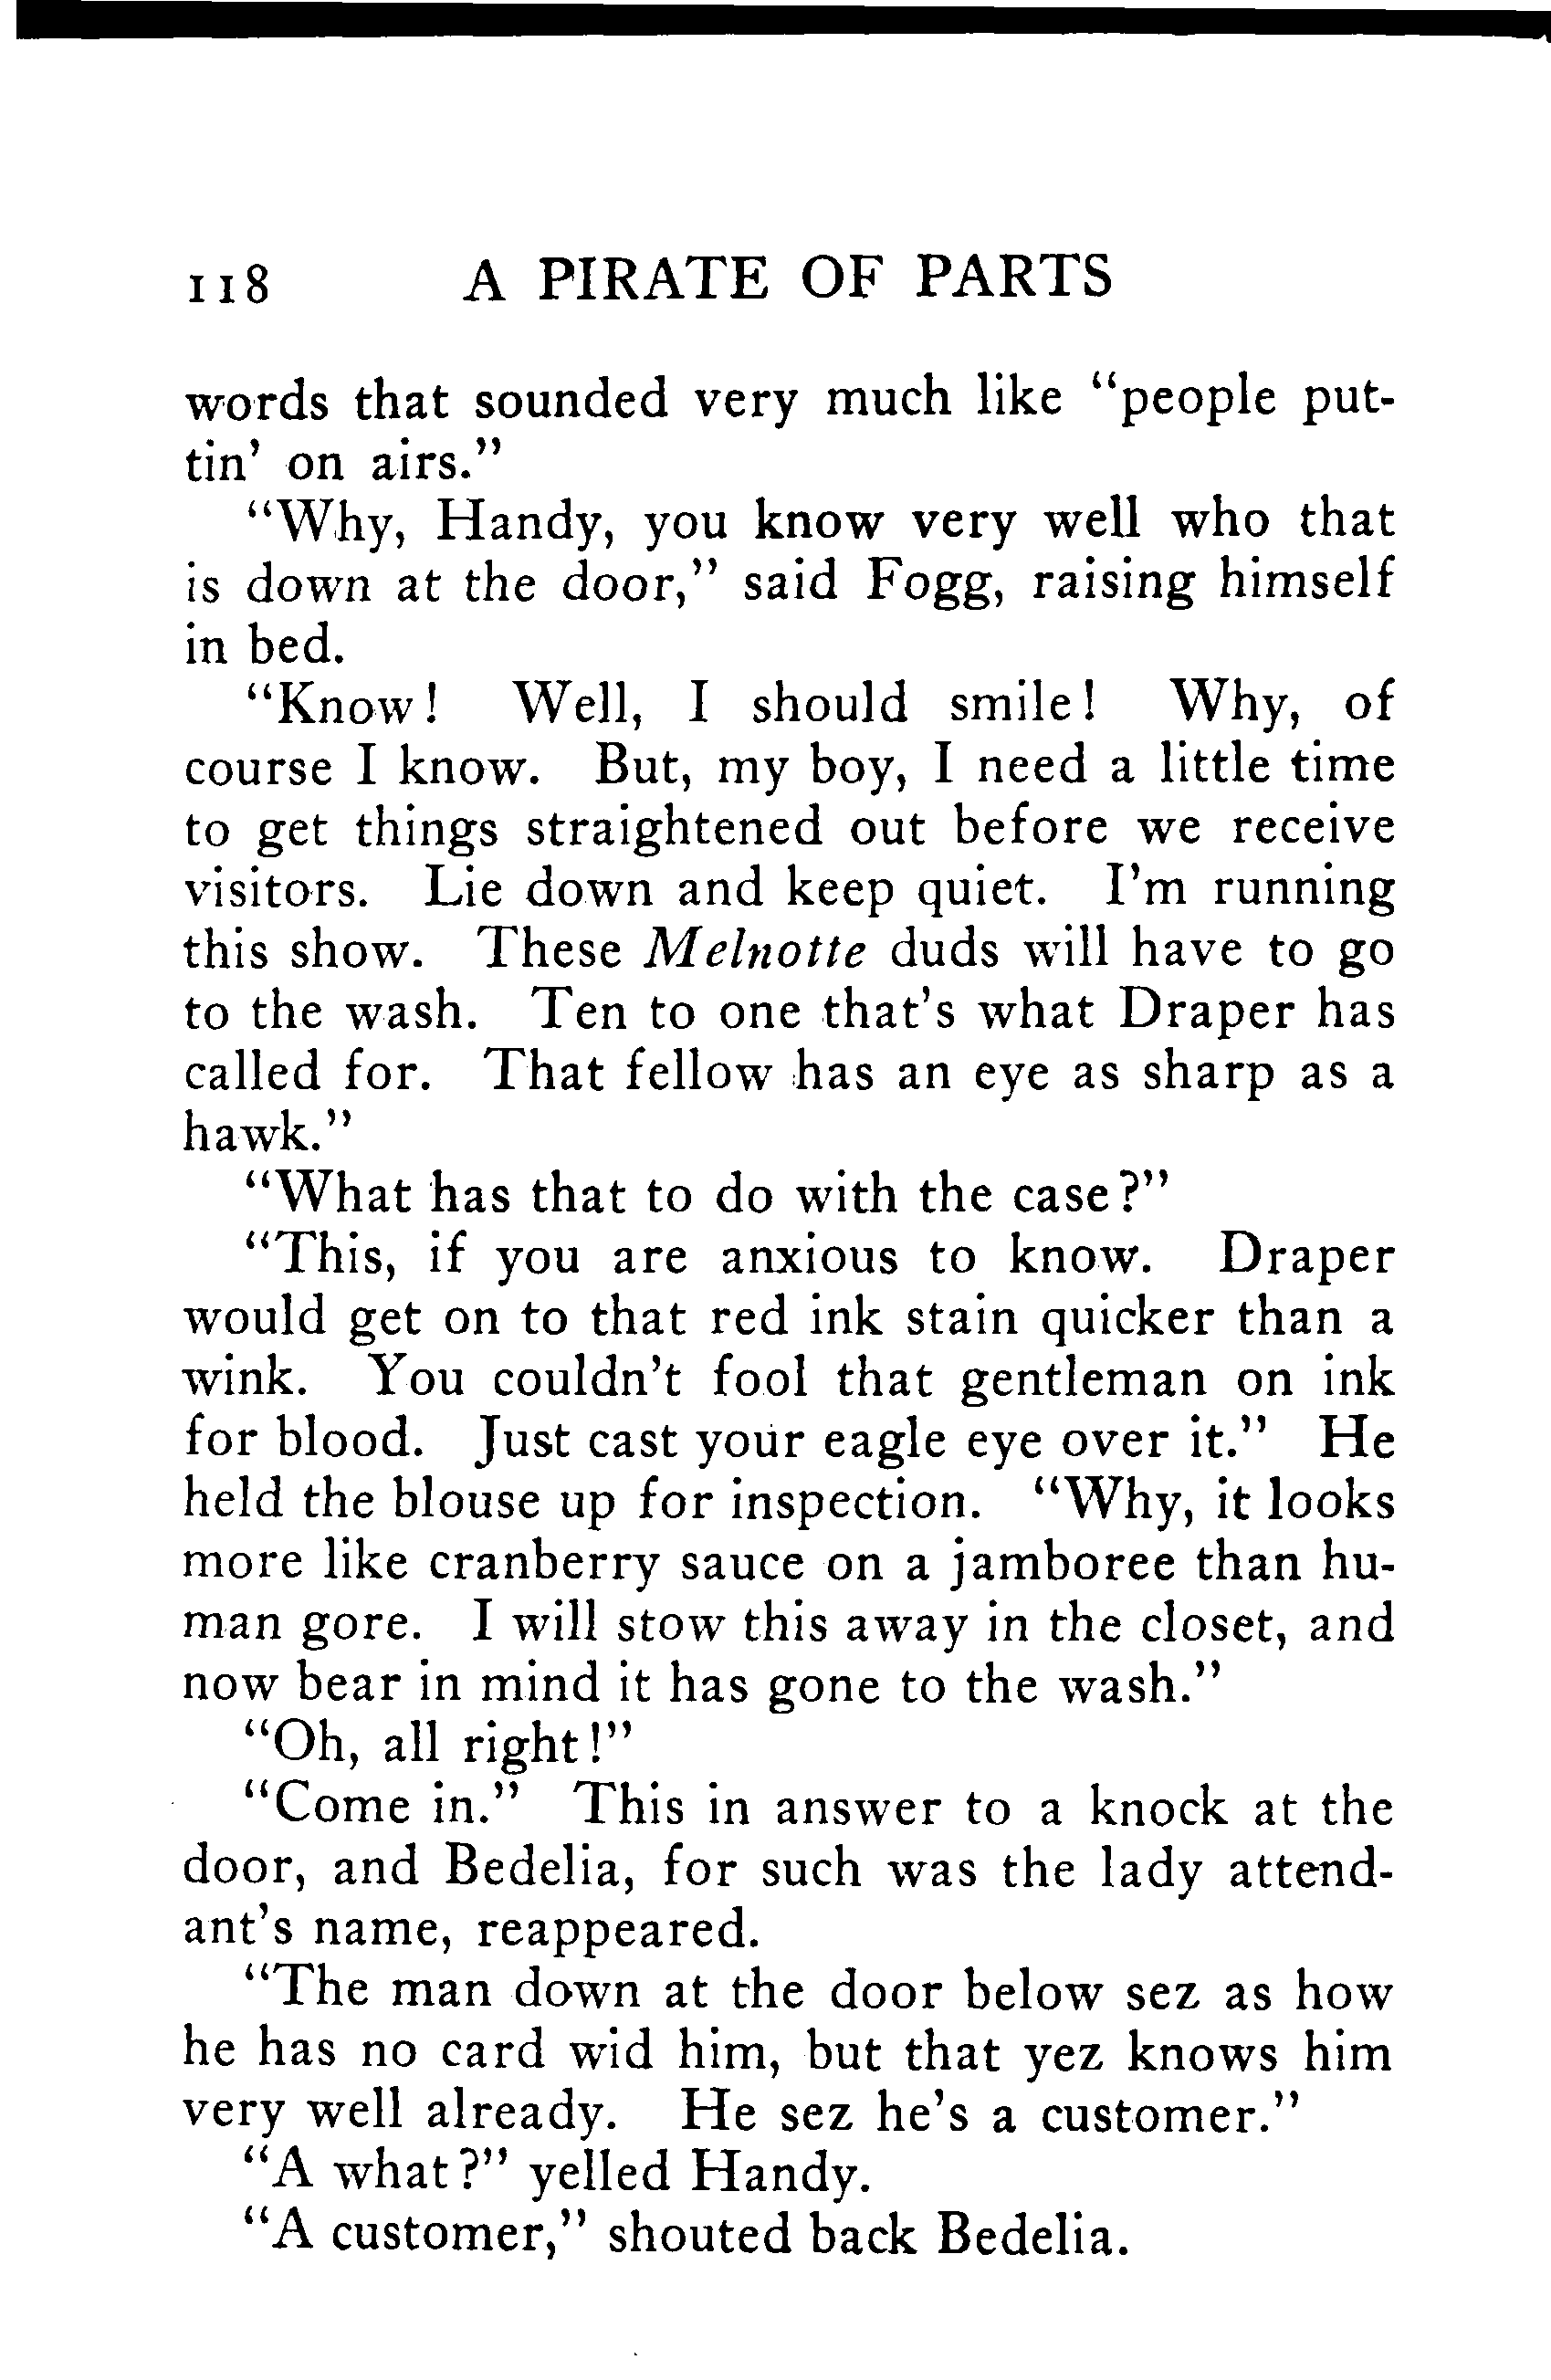 118 A PIRATE OF PARTS
words that sounded very much like "people put-
tin' on airs."
"Why, Handy, you know very well who that
is down at the door," said Fogg, raising himself
in bed.
"Know! Well, I should smile! Why, of
course I know. But, my boy, I need a little time
to get things straightened out before we receive
visitors. Lie down and keep quiet. I'm running
this show. These Melnotte duds will have to go
to the wash. Ten to one that's what Draper has
called for. That fellow has an eye as sharp as a
hawk."
"What has that to do with the case?"
"This, if you are anxious to know. Draper
would get on to that red ink stain quicker than a
wink. You couldn't fool that gentleman on ink
for blood. Just cast your eagle eye over it." He
held the blouse up for inspection. "Why, it looks
more like cranberry sauce on a jamboree than hu-
man gore. I will stow this away in the closet, and
now bear in mind it has gone to the wash."
"Oh, all right!"
"Come in." This in answer to a knock at the
door, and Bedelia, for such was the lady attend-
ant's name, reappeared.
"The man down at the door below sez as how
he has no card wid him, but that yez knows him
very well already. He sez he's a customer."
"A what?" yelled Handy.
"A customer," shouted back Bedelia.